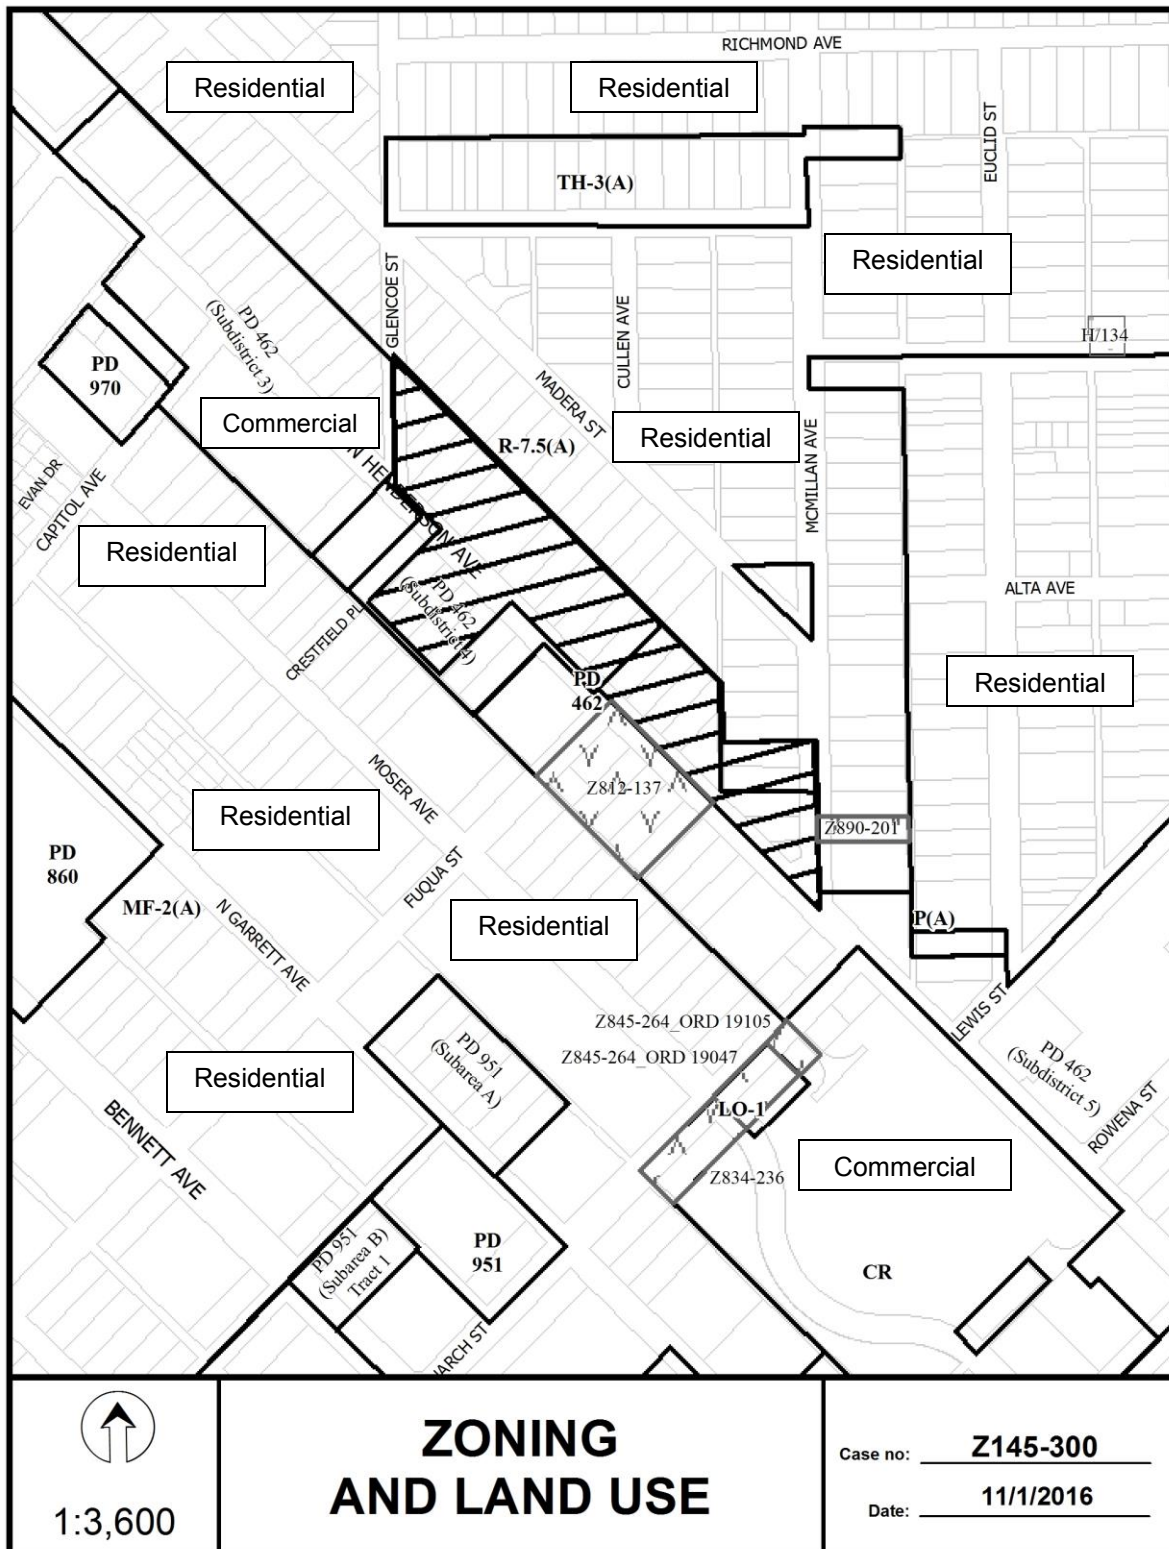 RICHMOND AVE
Residential
Residential
EUCLID ST
TH-3(A)
Residential
GLENCOE ST
PD 462
(Subdistrict 3)
CULLEN AVE
H/134
PD
970
MADERA ST
Commercial
Residential
R-7.5(A)
MCMILLAN AVE
EVAN DR
CAPITOL AVE
N HENDERSON AVE
Residential
PD 462
(Subdistrict 4)
ALTA AVE
CRESTFIELD PL
Residential
PD
462
MOSER AVE
Z812-137
Residential
Z890-201
PD
860
FUQUA ST
MF-2(A)
N GARRETT AVE
Residential
P(A)
LEWIS ST
Z845-264_ORD 19105
Z845-264_ORD 19047
PD 951
(Subarea A)
PD 462
(Subdistrict 5)
Residential
LO-1
ROWENA ST
BENNETT AVE
Commercial
Z834-236
PD 951
(Subarea B)
Tract 1
PD
951
CR
ARCH ST
1:3,600
ZONING
AND LAND USE
Case no: Z145-300
Date: 11/1/2016